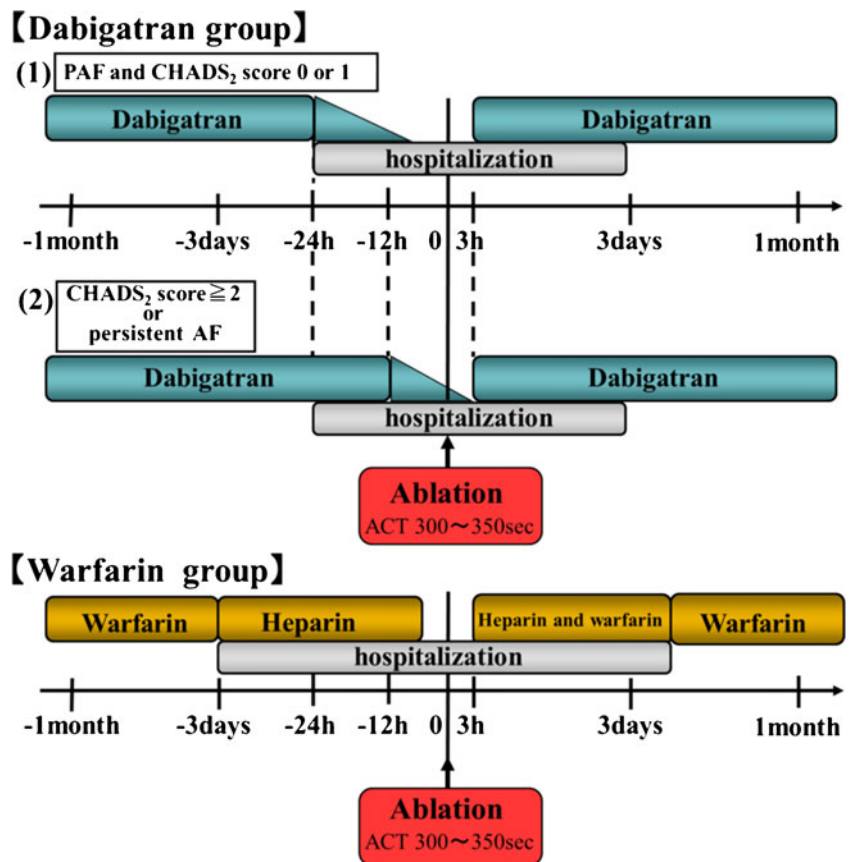 【Dabigatran group】
(1) PAF and CHADS₂ score 0 or 1
Dabigatran Dabigatran
hospitalization
-1month -3days -24h -12h 0 3h 3days 1month
(2) CHADS₂ score≧2
or
persistent AF
Dabigatran Dabigatran
hospitalization
Ablation
ACT 300～350sec
【Warfarin group】
Warfarin Heparin Heparin and warfarin Warfarin
hospitalization
-1month -3days -24h -12h 0 3h 3days 1month
Ablation
ACT 300～350sec